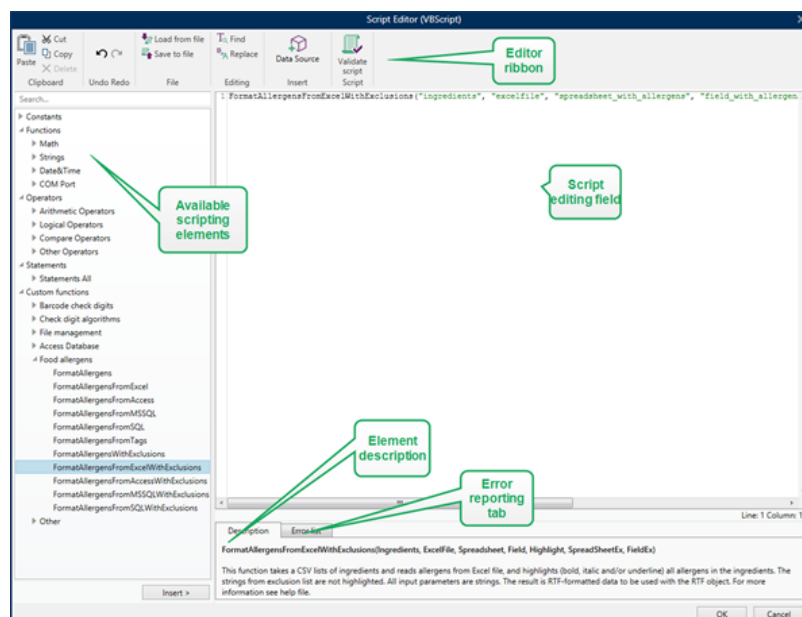 Script Editor (VBScript)
Paste
Cut
Copy
Delete
Clipboard
Undo Redo
Load from file
Save to file
File
Find
Replace
Editing
Data Source
Insert
Validate
script
Script
Editor
ribbon
Search...
1 FormatAllergensFromExcelWithExclusions("ingredients", "excelfile", "spreadsheet_with_allergens", "field_with_allergen
Constants
Functions
Math
Strings
Date&Time
COM Port
Operators
Arithmetic Operators
Logical Operators
Compare Operators
Other Operators
Statements
Statements All
Custom functions
Barcode check digits
Check digit algorithms
File management
Access Database
Food allergens
FormatAllergens
FormatAllergensFromExcel
FormatAllergensFromAccess
FormatAllergensFromMSSQL
FormatAllergensFromSQL
FormatAllergensFromTags
FormatAllergensWithExclusions
FormatAllergensFromExcelWithExclusions
FormatAllergensFromAccessWithExclusions
FormatAllergensFromMSSQLWithExclusions
FormatAllergensFromSQLWithExclusions
Other
Available
scripting
elements
Script
editing field
Element
description
Error
reporting
tab
Line: 1 Column: 1
Description
Error list
FormatAllergensFromExcelWithExclusions(Ingredients, ExcelFile, Spreadsheet, Field, Highlight, SpreadSheetEx, FieldEx)
This function takes a CSV lists of ingredients and reads allergens from Excel file, and highlights (bold, italic and/or underline) all allergens in the ingredients. The
strings from exclusion list are not highlighted. All input parameters are strings. The result is RTF-formatted data to be used with the RTF object. For more
information see help file.
Insert >
OK
Cancel